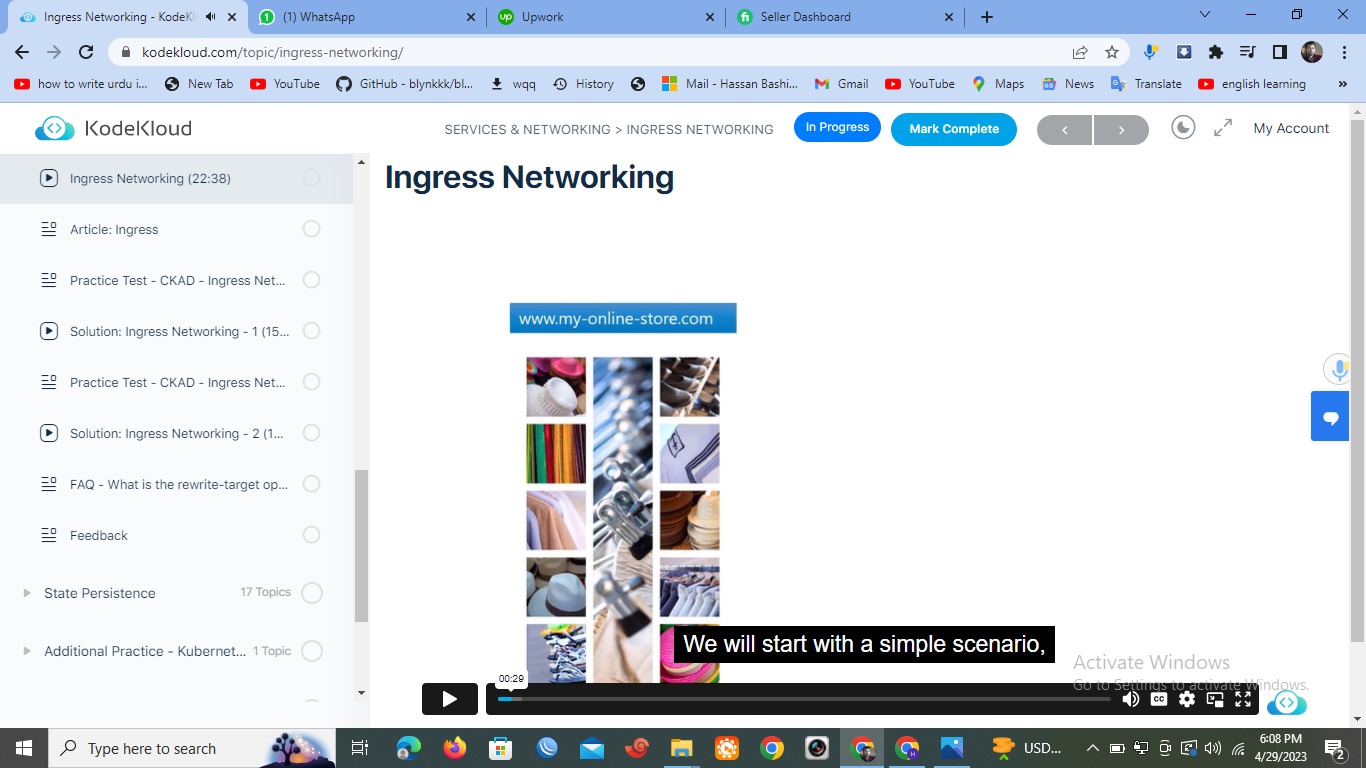 Ingress Networking - KodeKl
(1) WhatsApp
Upwork
Seller Dashboard
kodekloud.com/topic/ingress-networking/
how to write urdu i...
New Tab
YouTube
GitHub - blynkkk/bl...
wqq
History
Mail - Hassan Bashi...
Gmail
YouTube
Maps
News
Translate
english learning
KodeKloud
SERVICES & NETWORKING > INGRESS NETWORKING
In Progress
Mark Complete
My Account
Ingress Networking (22:38)
Article: Ingress
Practice Test - CKAD - Ingress Net...
Solution: Ingress Networking - 1 (15...
Practice Test - CKAD - Ingress Net...
Solution: Ingress Networking - 2 (1...
FAQ - What is the rewrite-target op...
Feedback
State Persistence
17 Topics
Additional Practice - Kubernet...
1 Topic
Ingress Networking
www.my-online-store.com
We will start with a simple scenario,
00:29
CC
Activate Windows
Go to Settings to activate Windows.
Type here to search
USD...
6:08 PM
4/29/2023
2